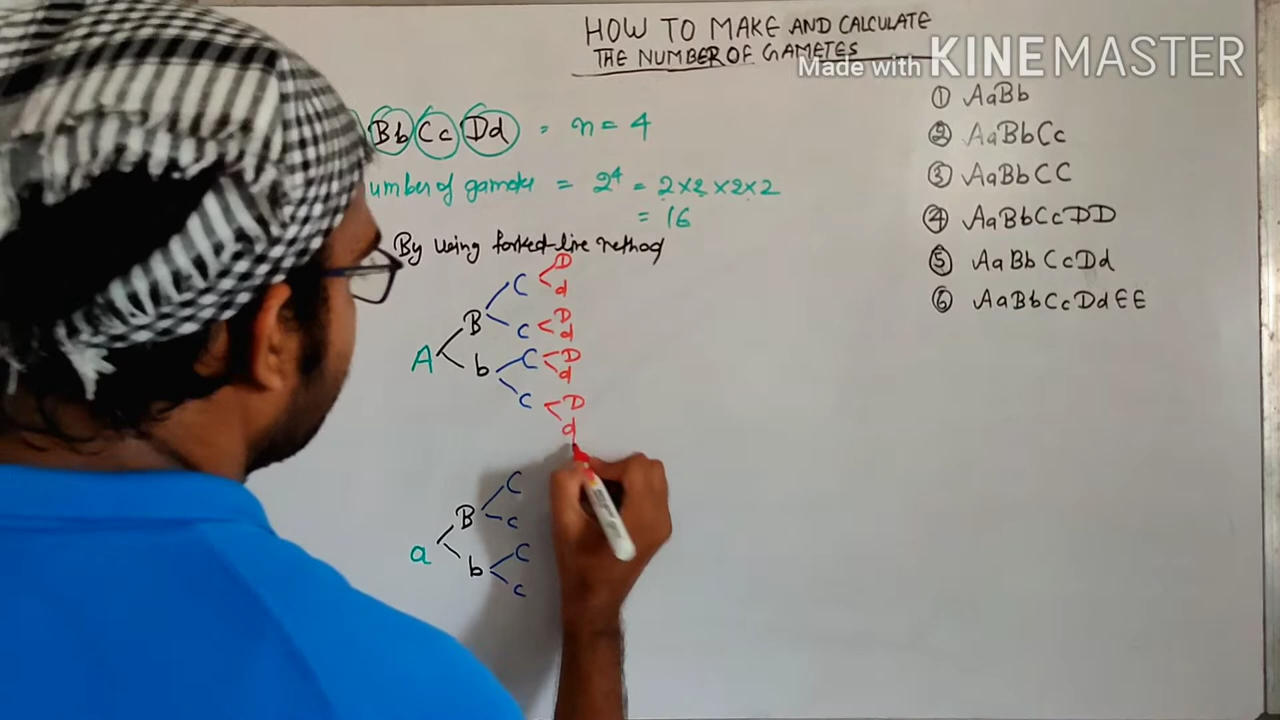 HOW TO MAKE AND CALCULATE
THE NUMBER OF GAMETES
Made with KINEMASTER
Bb Cc Dd = n = 4
umber of gamete = 2⁴ = 2×2×2×2
= 16
By using forked-line method
A
B
b
C
c
C
c
D
d
D
d
D
d
D
d
a
B
b
C
c
C
c
① AaBb
② AaBbCc
③ AaBbCC
④ AaBbCcDD
⑤ AaBbCcDd
⑥ AaBbCcDdEE